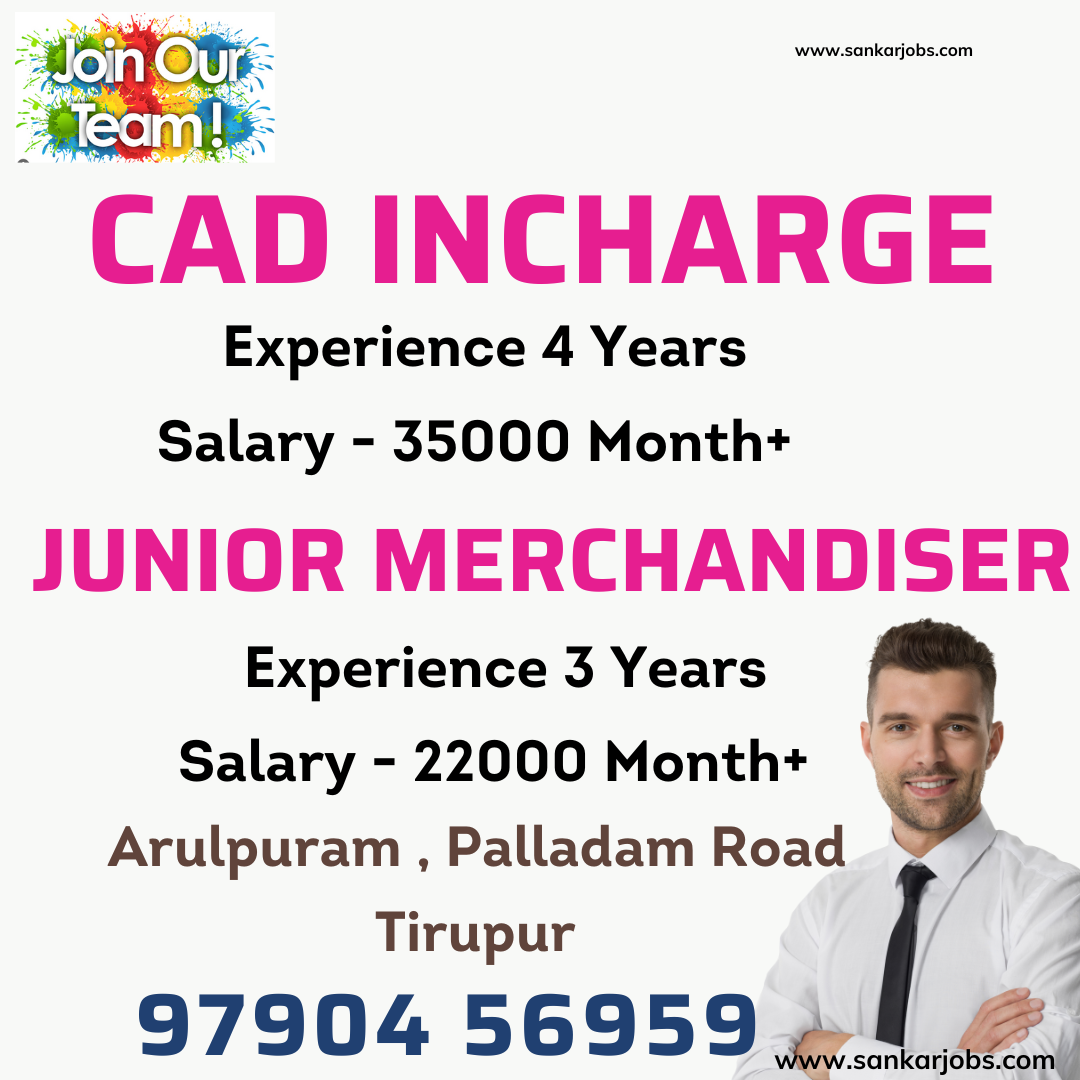 Join Our
Team !
www.sankarjobs.com
CAD INCHARGE
Experience 4 Years
Salary - 35000 Month+
JUNIOR MERCHANDISER
Experience 3 Years
Salary - 22000 Month+
Arulpuram , Palladam Road
Tirupur
97904 56959
www.sankarjobs.com